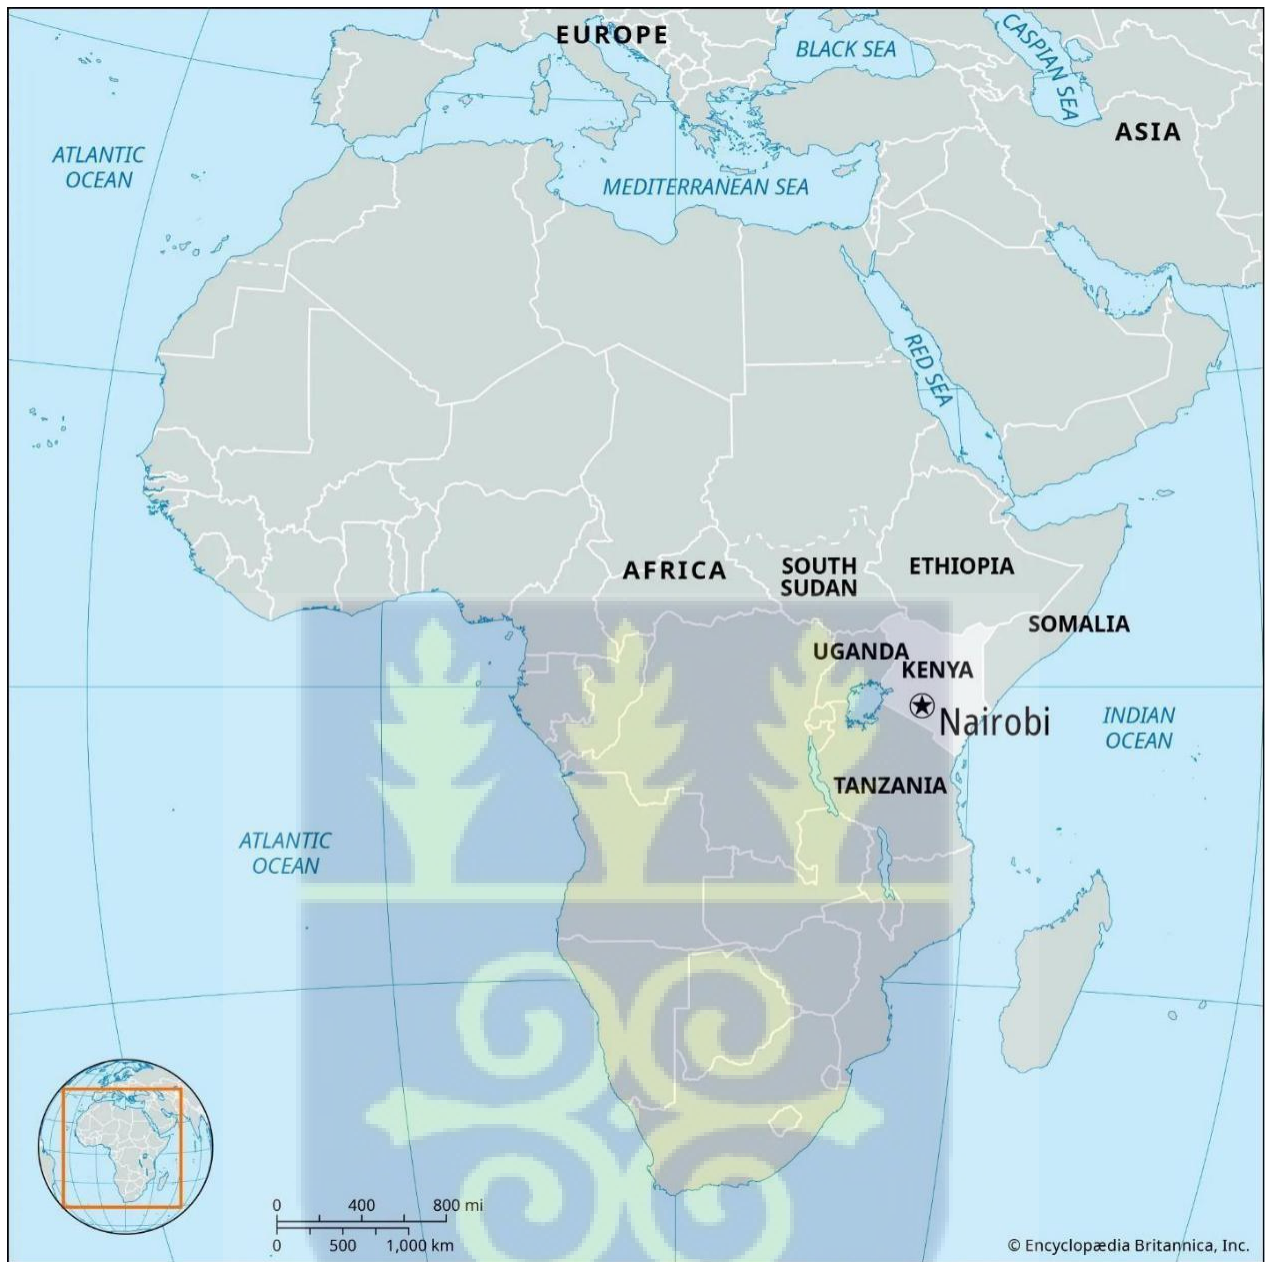 EUROPE
BLACK SEA
CASPIAN SEA
ASIA
ATLANTIC
OCEAN
MEDITERRANEAN SEA
RED SEA
AFRICA
SOUTH
SUDAN
ETHIOPIA
SOMALIA
UGANDA
KENYA
Nairobi
INDIAN
OCEAN
TANZANIA
ATLANTIC
OCEAN
0 400 800 mi
0 500 1,000 km
© Encyclopædia Britannica, Inc.